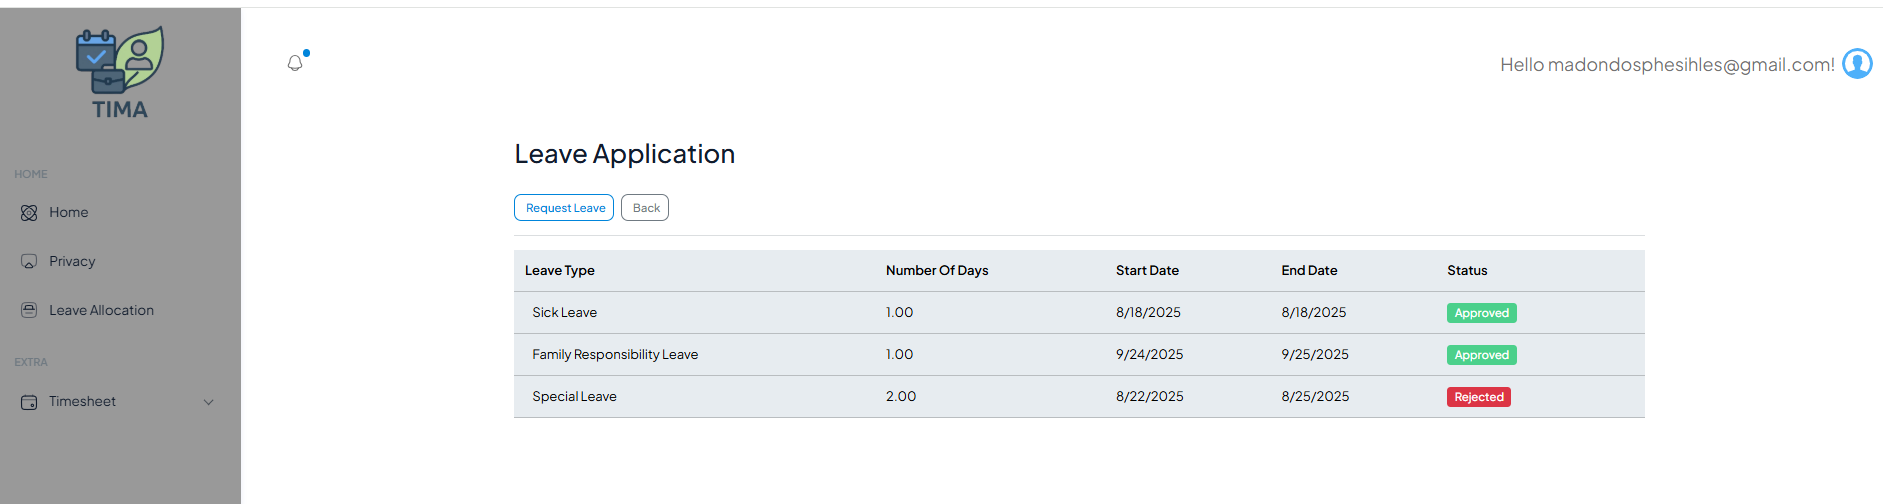 TIMA
Hello madondosphesihles@gmail.com!
HOME
Home
Privacy
Leave Allocation
EXTRA
Timesheet
Leave Application
Request Leave Back
Leave Type Number Of Days Start Date End Date Status
Sick Leave 1.00 8/18/2025 8/18/2025 Approved
Family Responsibility Leave 1.00 9/24/2025 9/25/2025 Approved
Special Leave 2.00 8/22/2025 8/25/2025 Rejected